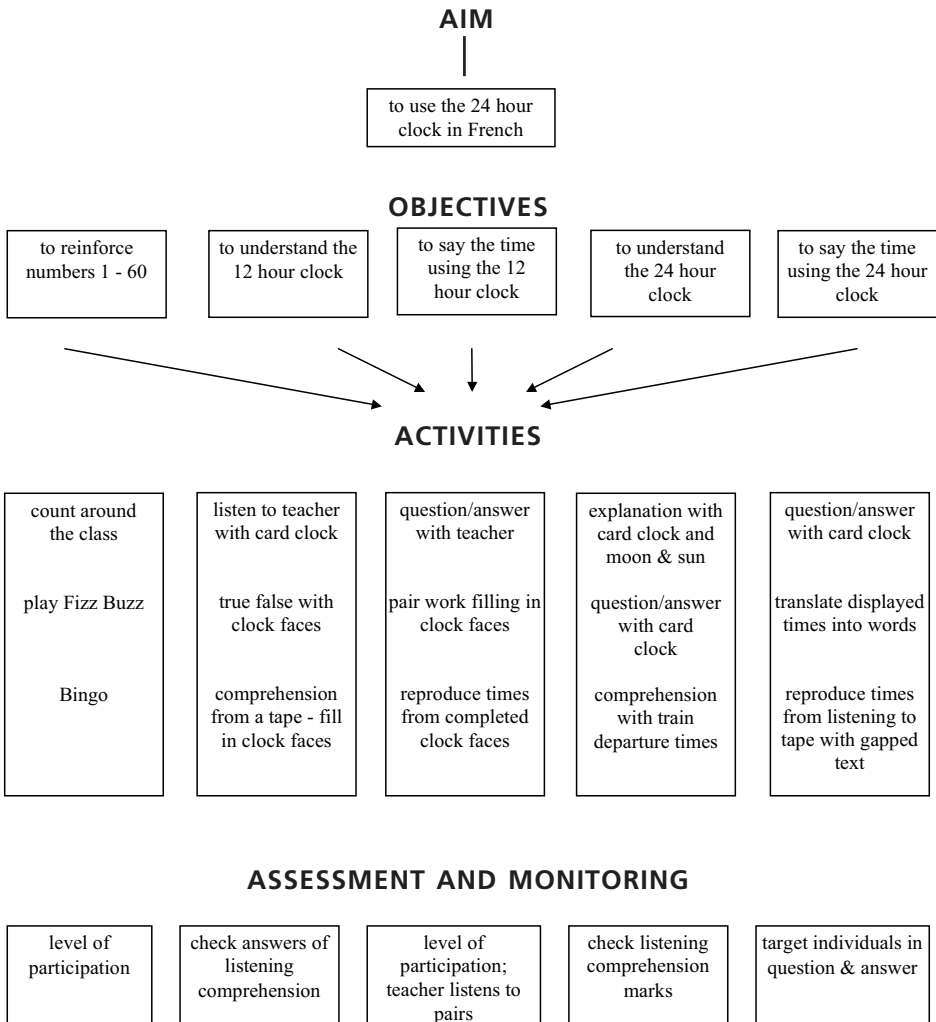 AIM
to use the 24 hour
clock in French
OBJECTIVES
to reinforce
numbers 1 - 60
to understand the
12 hour clock
to say the time
using the 12
hour clock
to understand
the 24 hour
clock
to say the time
using the 24 hour
clock
ACTIVITIES
count around
the class
play Fizz Buzz
Bingo
listen to teacher
with card clock
true false with
clock faces
comprehension
from a tape - fill
in clock faces
question/answer
with teacher
pair work filling in
clock faces
reproduce times
from completed
clock faces
explanation with
card clock and
moon & sun
question/answer
with card
clock
comprehension
with train
departure times
question/answer
with card clock
translate displayed
times into words
reproduce times
from listening to
tape with gapped
text
ASSESSMENT AND MONITORING
level of
participation
check answers of
listening
comprehension
level of
participation;
teacher listens to
pairs
check listening
comprehension
marks
target individuals in
question & answer